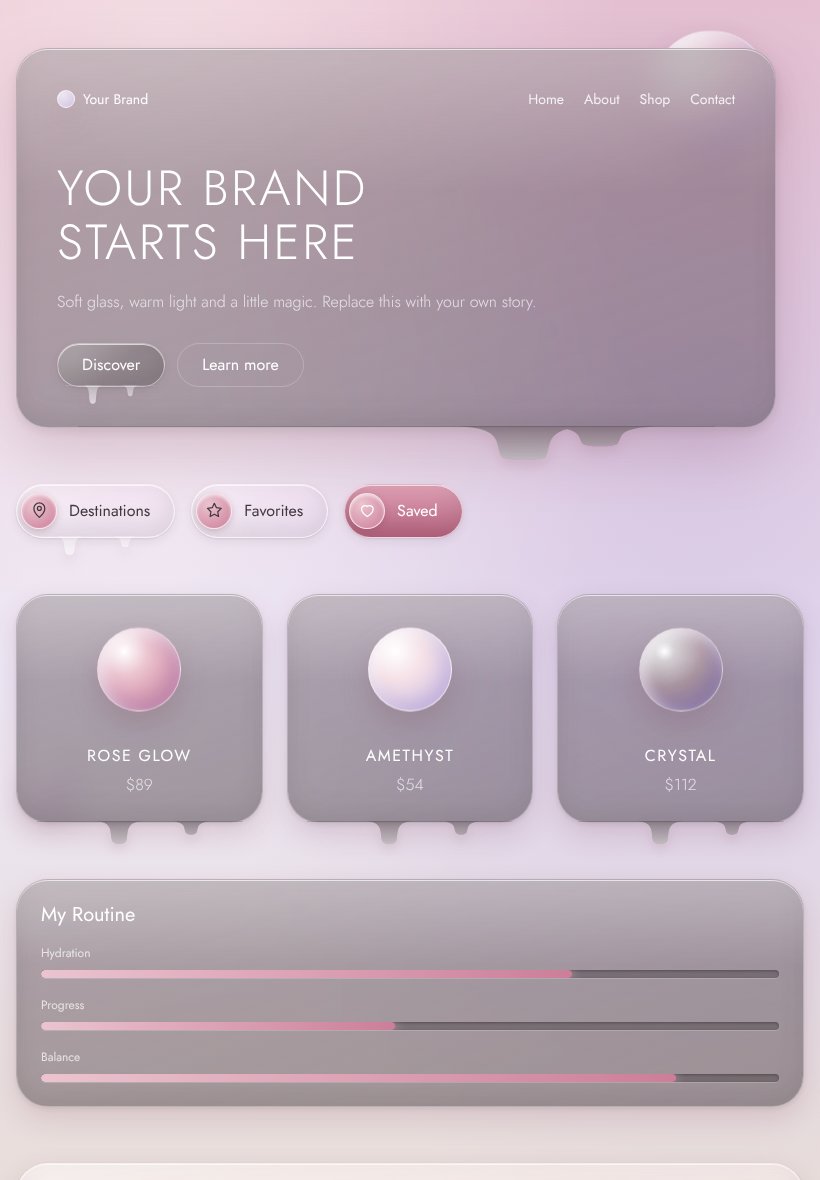 Your Brand
Home About Shop Contact
YOUR BRAND
STARTS HERE
Soft glass, warm light and a little magic. Replace this with your own story.
Discover Learn more
Destinations Favorites Saved
ROSE GLOW AMETHYST CRYSTAL
$89 $54 $112
My Routine
Hydration
Progress
Balance